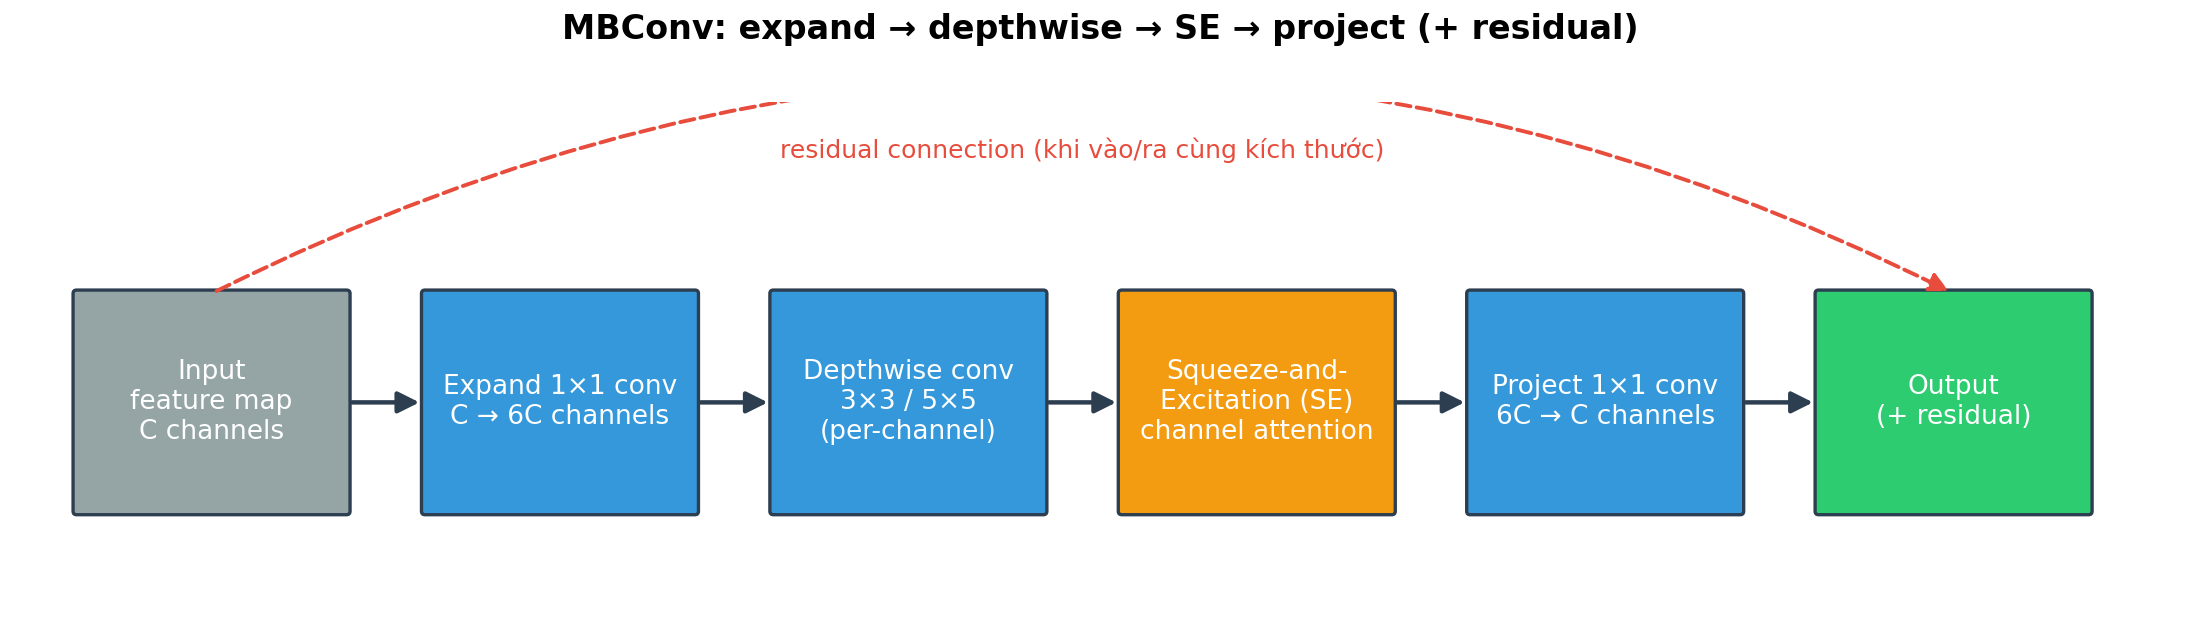 MBConv: expand → depthwise → SE → project (+ residual)
residual connection (khi vào/ra cùng kích thước)
Input
feature map
C channels
Expand 1×1 conv
C → 6C channels
Depthwise conv
3×3 / 5×5
(per-channel)
Squeeze-and-
Excitation (SE)
channel attention
Project 1×1 conv
6C → C channels
Output
(+ residual)